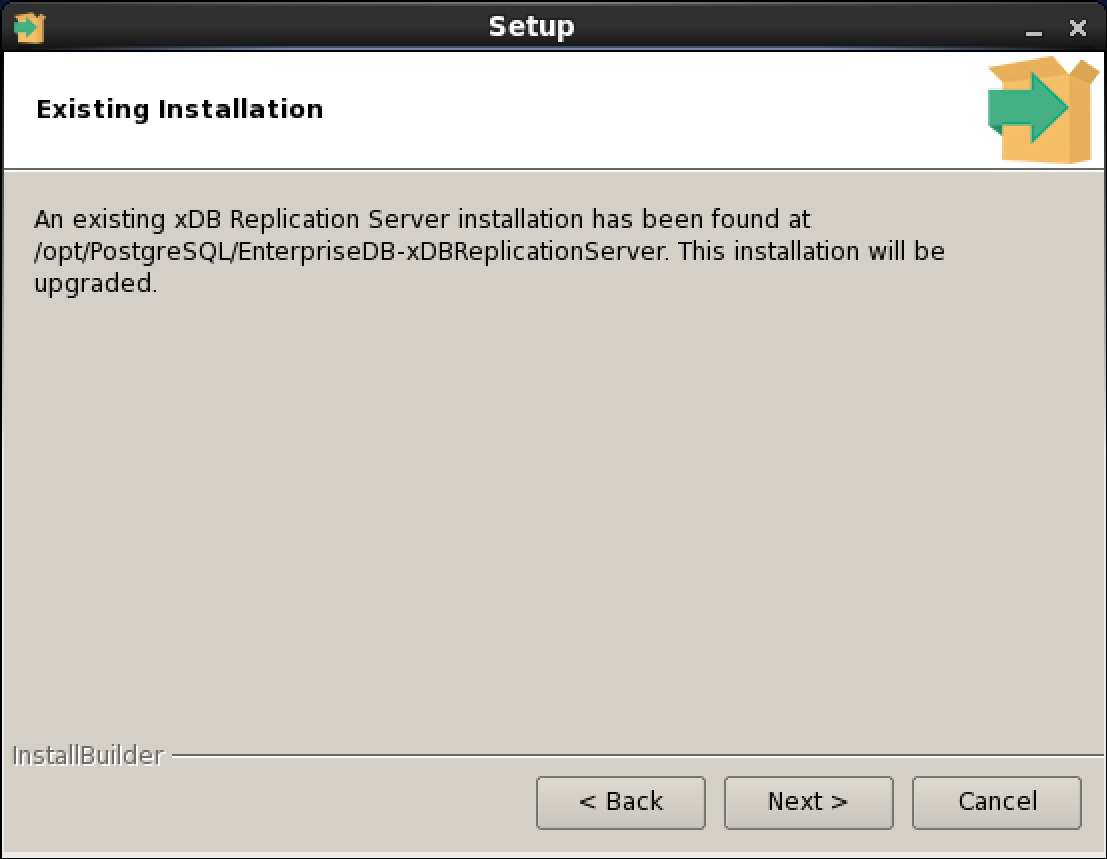 Setup
Existing Installation
An existing xDB Replication Server installation has been found at
/opt/PostgreSQL/EnterpriseDB-xDBReplicationServer. This installation will be
upgraded.
InstallBuilder
< Back Next > Cancel